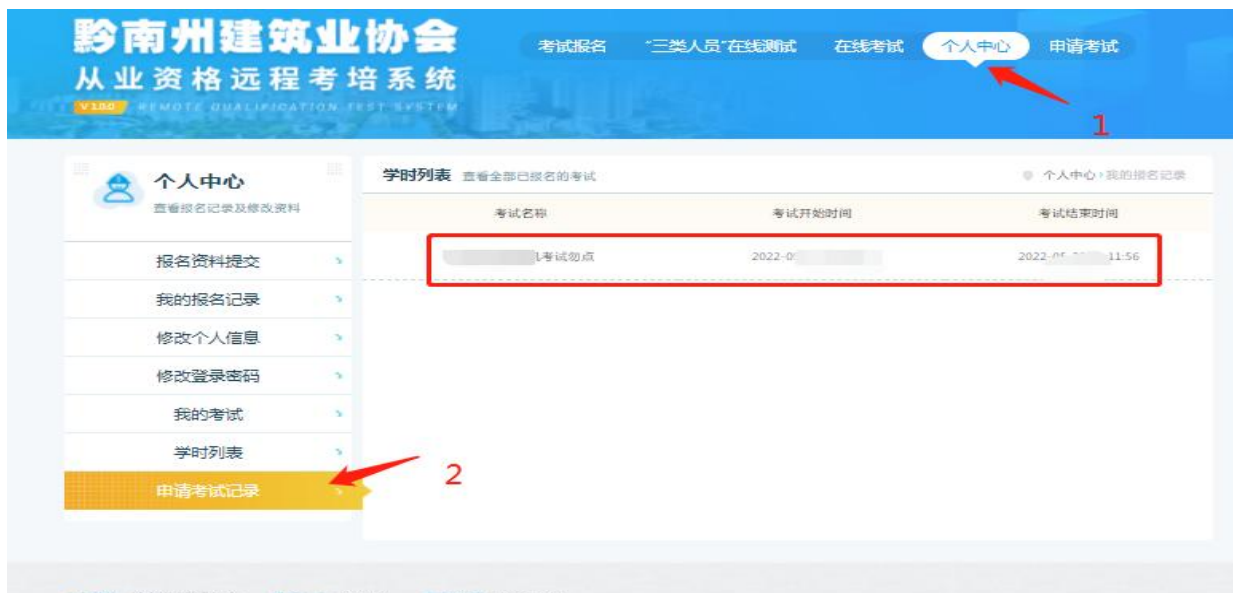 黔南州建筑业协会
从业资格远程考培系统
V100 REMOTE QUALIFICATION TEST SYSTEM
考试报名 “三类人员”在线测试 在线考试 个人中心 申请考试
1
个人中心
查看报名记录及修改资料
报名资料提交
我的报名记录
修改个人信息
修改登录密码
我的考试
学时列表
申请考试记录
2
学时列表 查看全部已报名的考试
个人中心›我的报名记录
考试名称 考试开始时间 考试结束时间
考试勿点 2022-0 2022- 11:56